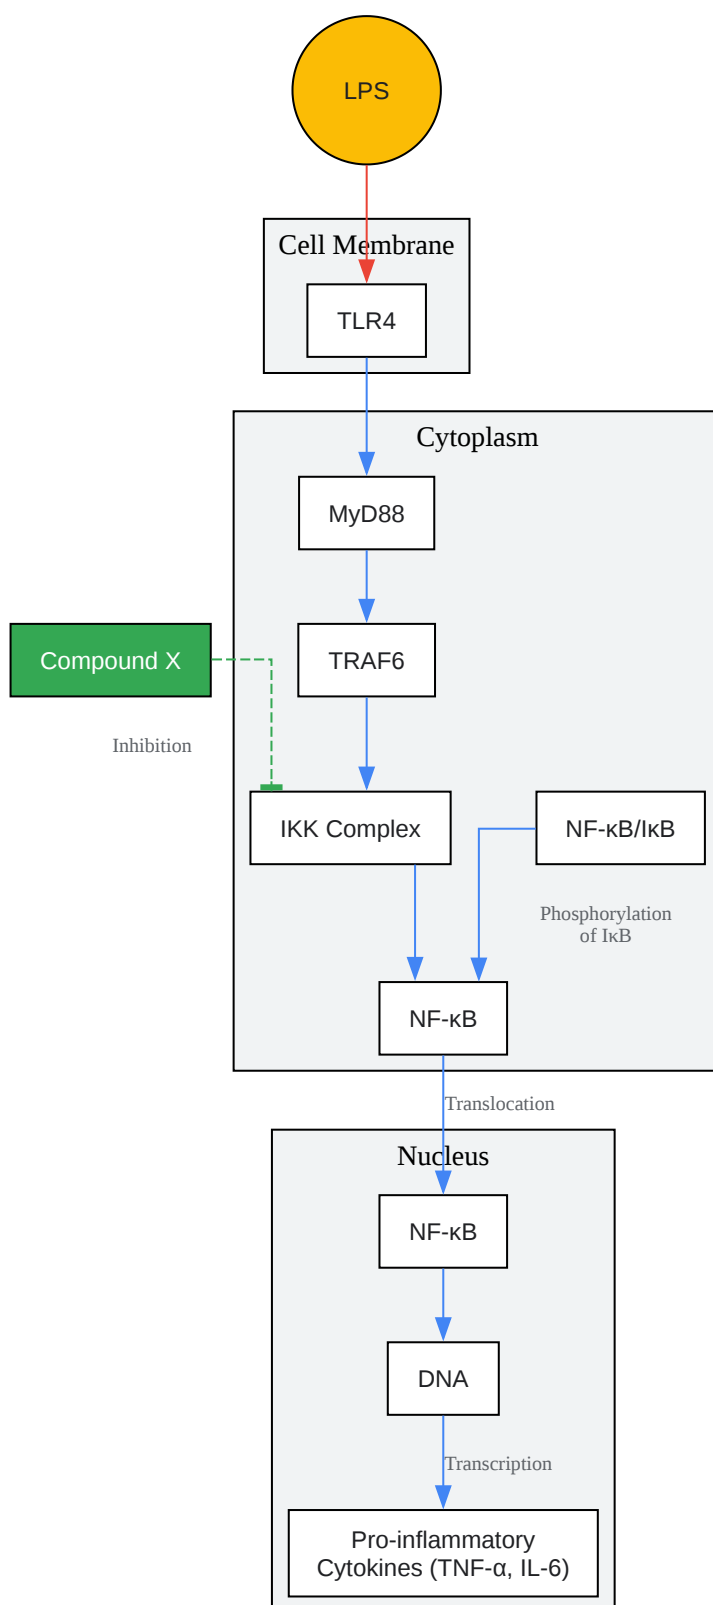 LPS
Cell Membrane
TLR4
Cytoplasm
MyD88
Compound X
TRAF6
Inhibition
IKK Complex
NF-κB/IκB
Phosphorylation
of IκB
NF-κB
Translocation
Nucleus
NF-κB
DNA
Transcription
Pro-inflammatory
Cytokines (TNF-α, IL-6)